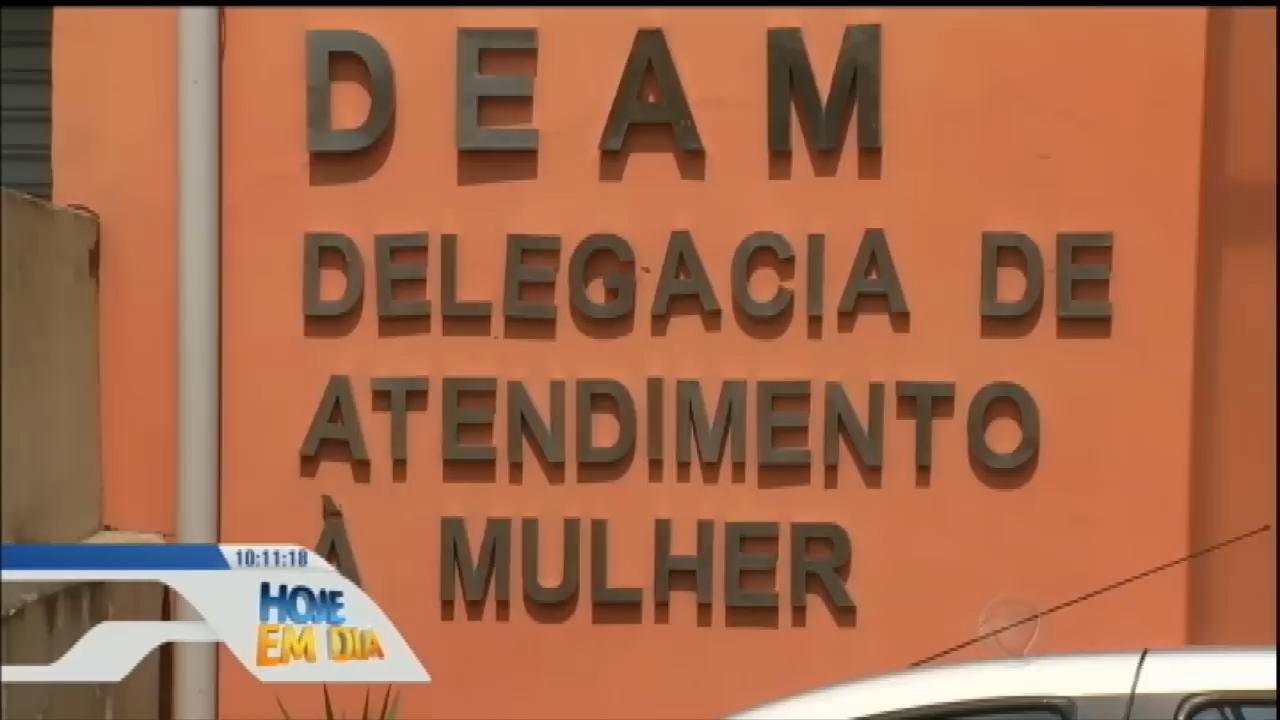 DEAM
DELEGACIA DE
ATENDIMENTO
À MULHER
10:11:18
HOJE
EM DIA